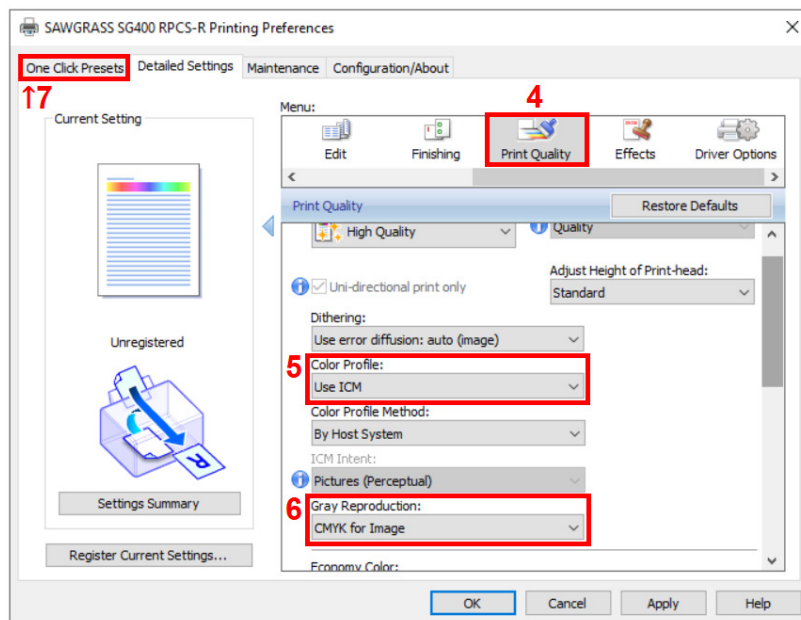 SAWGRASS SG400 RPCS-R Printing Preferences
One Click Presets Detailed Settings Maintenance Configuration/About
↑7
Current Setting
Menu:
4
Edit Finishing Print Quality Effects Driver Options
Print Quality Restore Defaults
High Quality Quality
Uni-directional print only
Adjust Height of Print-head:
Standard
Dithering:
Use error diffusion: auto (image)
Unregistered
5
Color Profile:
Use ICM
Color Profile Method:
By Host System
ICM Intent:
Pictures (Perceptual)
6
Gray Reproduction:
CMYK for Image
Economy Color:
R
Settings Summary
Register Current Settings...
OK Cancel Apply Help